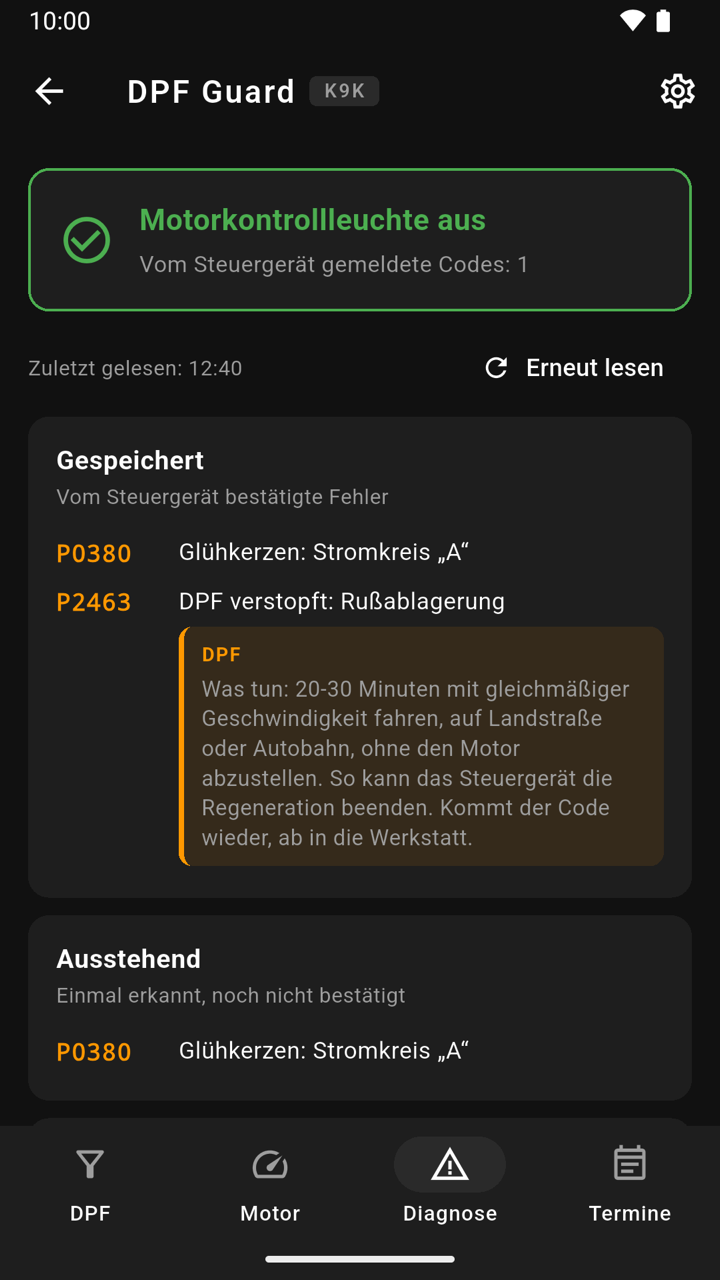 10:00
DPF Guard K9K
Motorkontrollleuchte aus
Vom Steuergerät gemeldete Codes: 1
Zuletzt gelesen: 12:40 Erneut lesen
Gespeichert
Vom Steuergerät bestätigte Fehler
P0380 Glühkerzen: Stromkreis „A“
P2463 DPF verstopft: Rußablagerung
DPF
Was tun: 20-30 Minuten mit gleichmäßiger
Geschwindigkeit fahren, auf Landstraße
oder Autobahn, ohne den Motor
abzustellen. So kann das Steuergerät die
Regeneration beenden. Kommt der Code
wieder, ab in die Werkstatt.
Ausstehend
Einmal erkannt, noch nicht bestätigt
P0380 Glühkerzen: Stromkreis „A“
DPF Motor Diagnose Termine